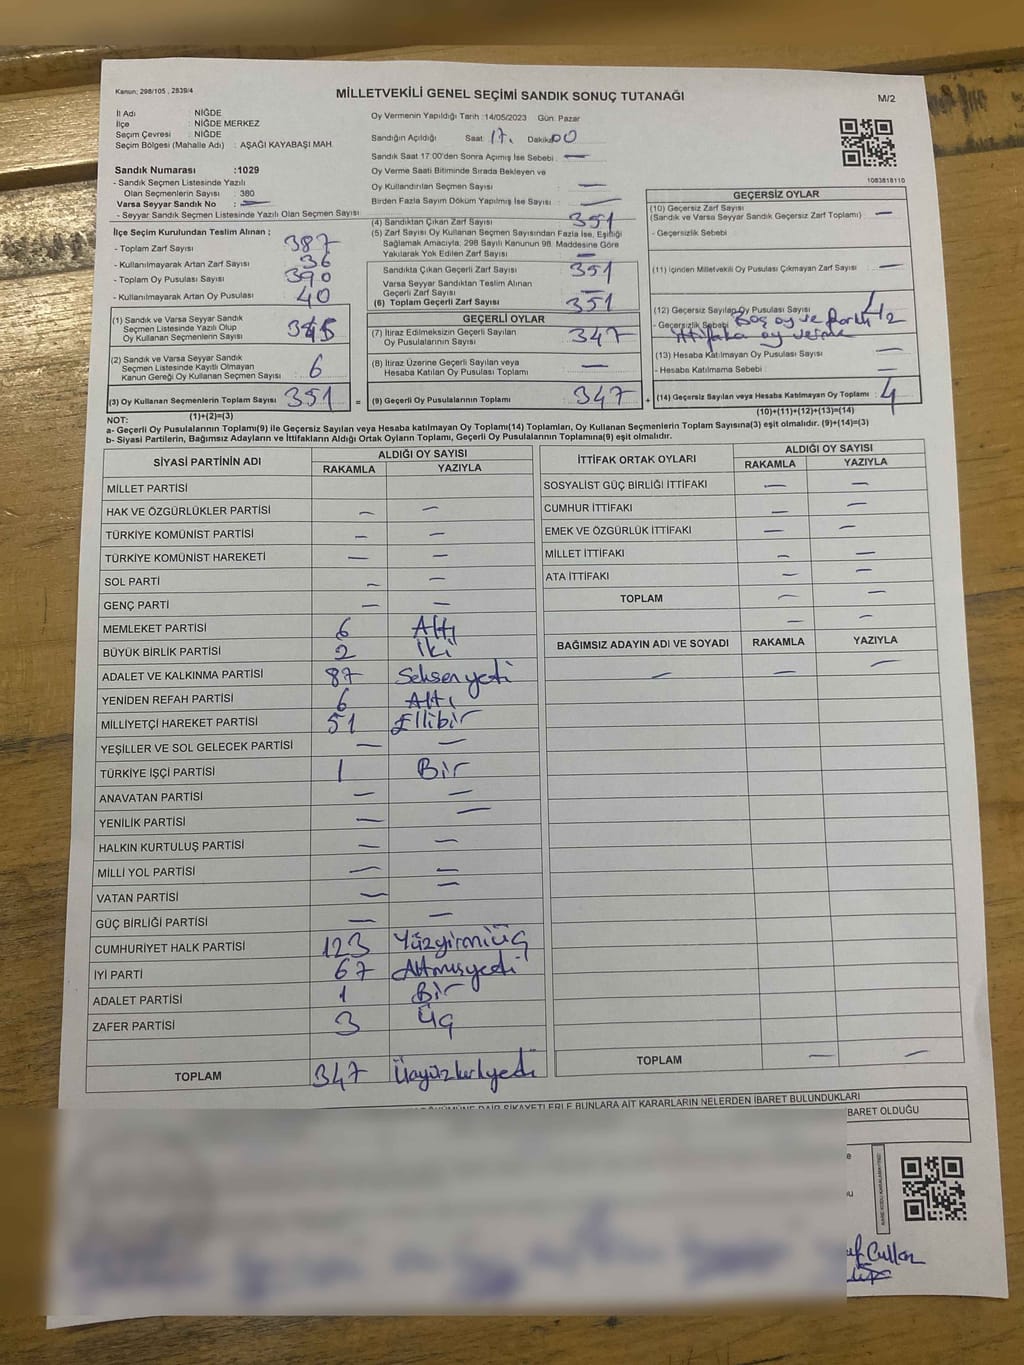 Kanun; 298/105 , 2839/4
MİLLETVEKİLİ GENEL SEÇİMİ SANDIK SONUÇ TUTANAĞI
M/2
İl Adı : NİĞDE
İlçe : NİĞDE MERKEZ
Seçim Çevresi : NİĞDE
Seçim Bölgesi (Mahalle Adı) : AŞAĞI KAYABAŞI MAH.
Sandık Numarası :1029
- Sandık Seçmen Listesinde Yazılı
Olan Seçmenlerin Sayısı : 380
Varsa Seyyar Sandık No : —
- Seyyar Sandık Seçmen Listesinde Yazılı Olan Seçmen Sayısı:
İlçe Seçim Kurulundan Teslim Alınan ;
- Toplam Zarf Sayısı : 387
- Kullanılmayarak Artan Zarf Sayısı : 36
- Toplam Oy Pusulası Sayısı : 390
- Kullanılmayarak Artan Oy Pusulası : 40
(1) Sandık ve Varsa Seyyar Sandık
Seçmen Listesinde Yazılı Olup
Oy Kullanan Seçmenlerin Sayısı : 345
(2) Sandık ve Varsa Seyyar Sandık
Seçmen Listesinde Kayıtlı Olmayan
Kanun Gereği Oy Kullanan Seçmen Sayısı : 6
(3) Oy Kullanan Seçmenlerin Toplam Sayısı : 351
(1)+(2)=(3)
Oy Vermenin Yapıldığı Tarih :14/05/2023 Gün: Pazar
Sandığın Açıldığı Saat: 17. Dakika: 00
Sandık Saat 17:00'den Sonra Açımış İse Sebebi : —
Oy Verme Saati Bitiminde Sırada Bekleyen ve
Oy Kullandırılan Seçmen Sayısı : —
Birden Fazla Sayım Döküm Yapılmış İse Sayısı : —
(4) Sandıktan Çıkan Zarf Sayısı : 351
(5) Zarf Sayısı Oy Kullanan Seçmen Sayısından Fazla İse, Eşitliği
Sağlamak Amacıyla, 298 Sayılı Kanunun 98. Maddesine Göre
Yakılarak Yok Edilen Zarf Sayısı : —
Sandıkta Çıkan Geçerli Zarf Sayısı : 351
Varsa Seyyar Sandıktan Teslim Alınan
Geçerli Zarf Sayısı : —
(6) Toplam Geçerli Zarf Sayısı : 351
GEÇERLİ OYLAR
(7) İtiraz Edilmeksizin Geçerli Sayılan
Oy Pusulalarının Sayısı : 347
(8) İtiraz Üzerine Geçerli Sayılan veya
Hesaba Katılan Oy Pusulası Toplamı : —
= (9) Geçerli Oy Pusulalarının Toplamı : 347
1083818110
GEÇERSİZ OYLAR
(10) Geçersiz Zarf Sayısı : —
(Sandık ve Varsa Seyyar Sandık Geçersiz Zarf Toplamı)
- Geçersizlik Sebebi
(11) İçinden Milletvekili Oy Pusulası Çıkmayan Zarf Sayısı : —
(12) Geçersiz Sayılan Oy Pusulası Sayısı :
- Geçersizlik Sebebi : Boş oy ve
ittifaka oy verme
(13) Hesaba Katılmayan Oy Pusulası Sayısı : —
- Hesaba Katılmama Sebebi : —
+ (14) Geçersiz Sayılan veya Hesaba Katılmayan Oy Toplamı : 4
(10)+(11)+(12)+(13)=(14)
NOT:
a- Geçerli Oy Pusulasının Toplamı(9) ile Geçersiz Sayılan veya Hesaba katılmayan Oy Toplamı(14) Toplamları, Oy Kullanan Seçmenlerin Toplam Sayısına(3) eşit olmalıdır. (9)+(14)=(3)
b- Siyasi Partilerin, Bağımsız Adayların ve İttifakların Aldığı Ortak Oyların Toplamı, Geçerli Oy Pusulalarının Toplamına(9) eşit olmalıdır.
SİYASİ PARTİNİN ADI ALDIĞI OY SAYISI
RAKAMLA YAZIYLA
MİLLET PARTİSİ
HAK VE ÖZGÜRLÜKLER PARTİSİ — —
TÜRKİYE KOMÜNİST PARTİSİ — —
TÜRKİYE KOMÜNİST HAREKETİ — —
SOL PARTİ — —
GENÇ PARTİ — —
MEMLEKET PARTİSİ 6 Altı
BÜYÜK BİRLİK PARTİSİ 2 İki
ADALET VE KALKINMA PARTİSİ 87 Seksenyedi
YENİDEN REFAH PARTİSİ 6 Altı
MİLLİYETÇİ HAREKET PARTİSİ 51 Ellibir
YEŞİLLER VE SOL GELECEK PARTİSİ — —
TÜRKİYE İŞÇİ PARTİSİ 1 Bir
ANAVATAN PARTİSİ — —
YENİLİK PARTİSİ — —
HALKIN KURTULUŞ PARTİSİ — —
MİLLİ YOL PARTİSİ — —
VATAN PARTİSİ — —
GÜÇ BİRLİĞİ PARTİSİ — —
CUMHURİYET HALK PARTİSİ 123 Yüzyirmiüç
İYİ PARTİ 67 Altmışyedi
ADALET PARTİSİ 1 Bir
ZAFER PARTİSİ 3 Üç
TOPLAM 347 Üçyüzkırkyedi
İTTİFAK ORTAK OYLARI ALDIĞI OY SAYISI
RAKAMLA YAZIYLA
SOSYALİST GÜÇ BİRLİĞİ İTTİFAKI — —
CUMHUR İTTİFAKI — —
EMEK VE ÖZGÜRLÜK İTTİFAKI — —
MİLLET İTTİFAKI — —
ATA İTTİFAKI — —
TOPLAM — —
— —
BAĞIMSIZ ADAYIN ADI VE SOYADI RAKAMLA YAZIYLA
— — —
TOPLAM — —
DAİR ŞİKAYETLERLE BUNLARA AİT KARARLARIN NELERDEN İBARET BULUNDUKLARI
BARET OLDUĞU